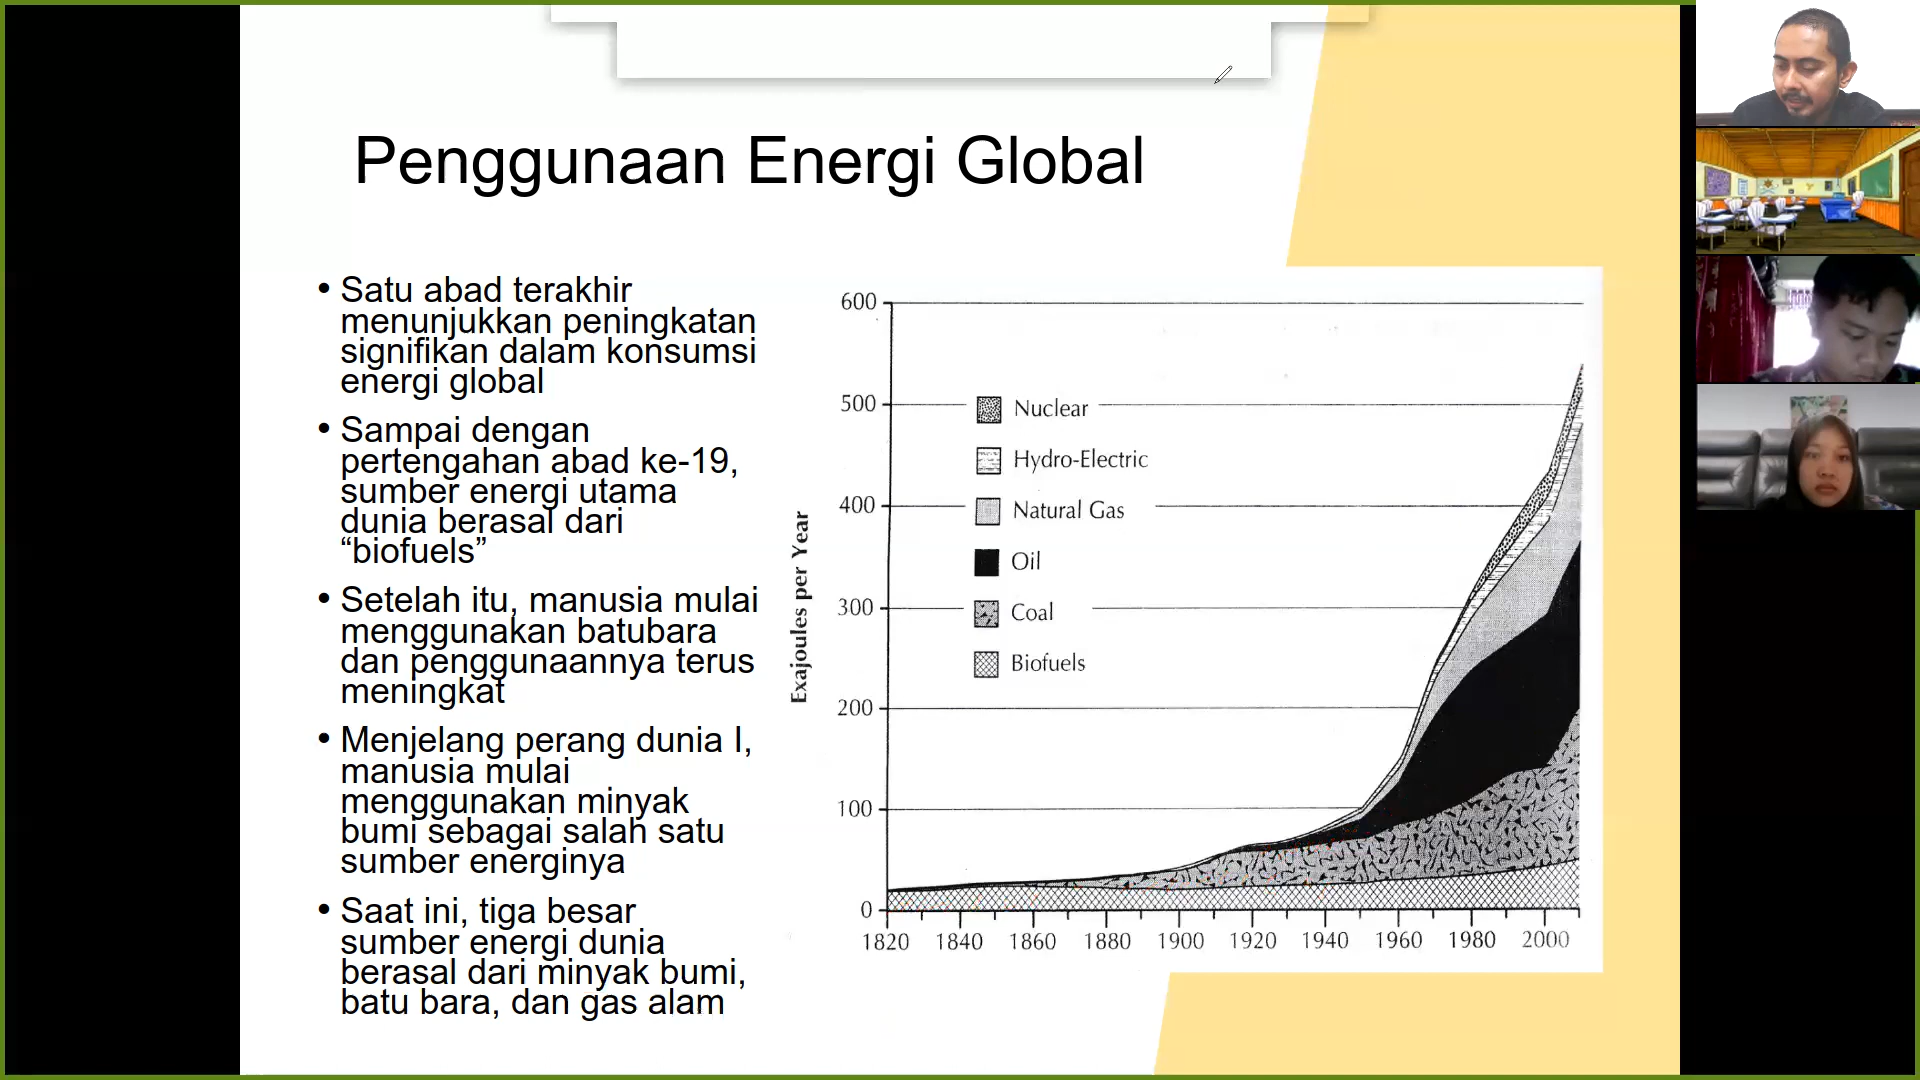 Penggunaan Energi Global
• Satu abad terakhir
menunjukkan peningkatan
signifikan dalam konsumsi
energi global
• Sampai dengan
pertengahan abad ke-19,
sumber energi utama
dunia berasal dari
“biofuels”
• Setelah itu, manusia mulai
menggunakan batubara
dan penggunaannya terus
meningkat
• Menjelang perang dunia I,
manusia mulai
menggunakan minyak
bumi sebagai salah satu
sumber energinya
• Saat ini, tiga besar
sumber energi dunia
berasal dari minyak bumi,
batu bara, dan gas alam
Exajoules per Year
600
500
400
300
200
100
0
Nuclear
Hydro-Electric
Natural Gas
Oil
Coal
Biofuels
1820 1840 1860 1880 1900 1920 1940 1960 1980 2000